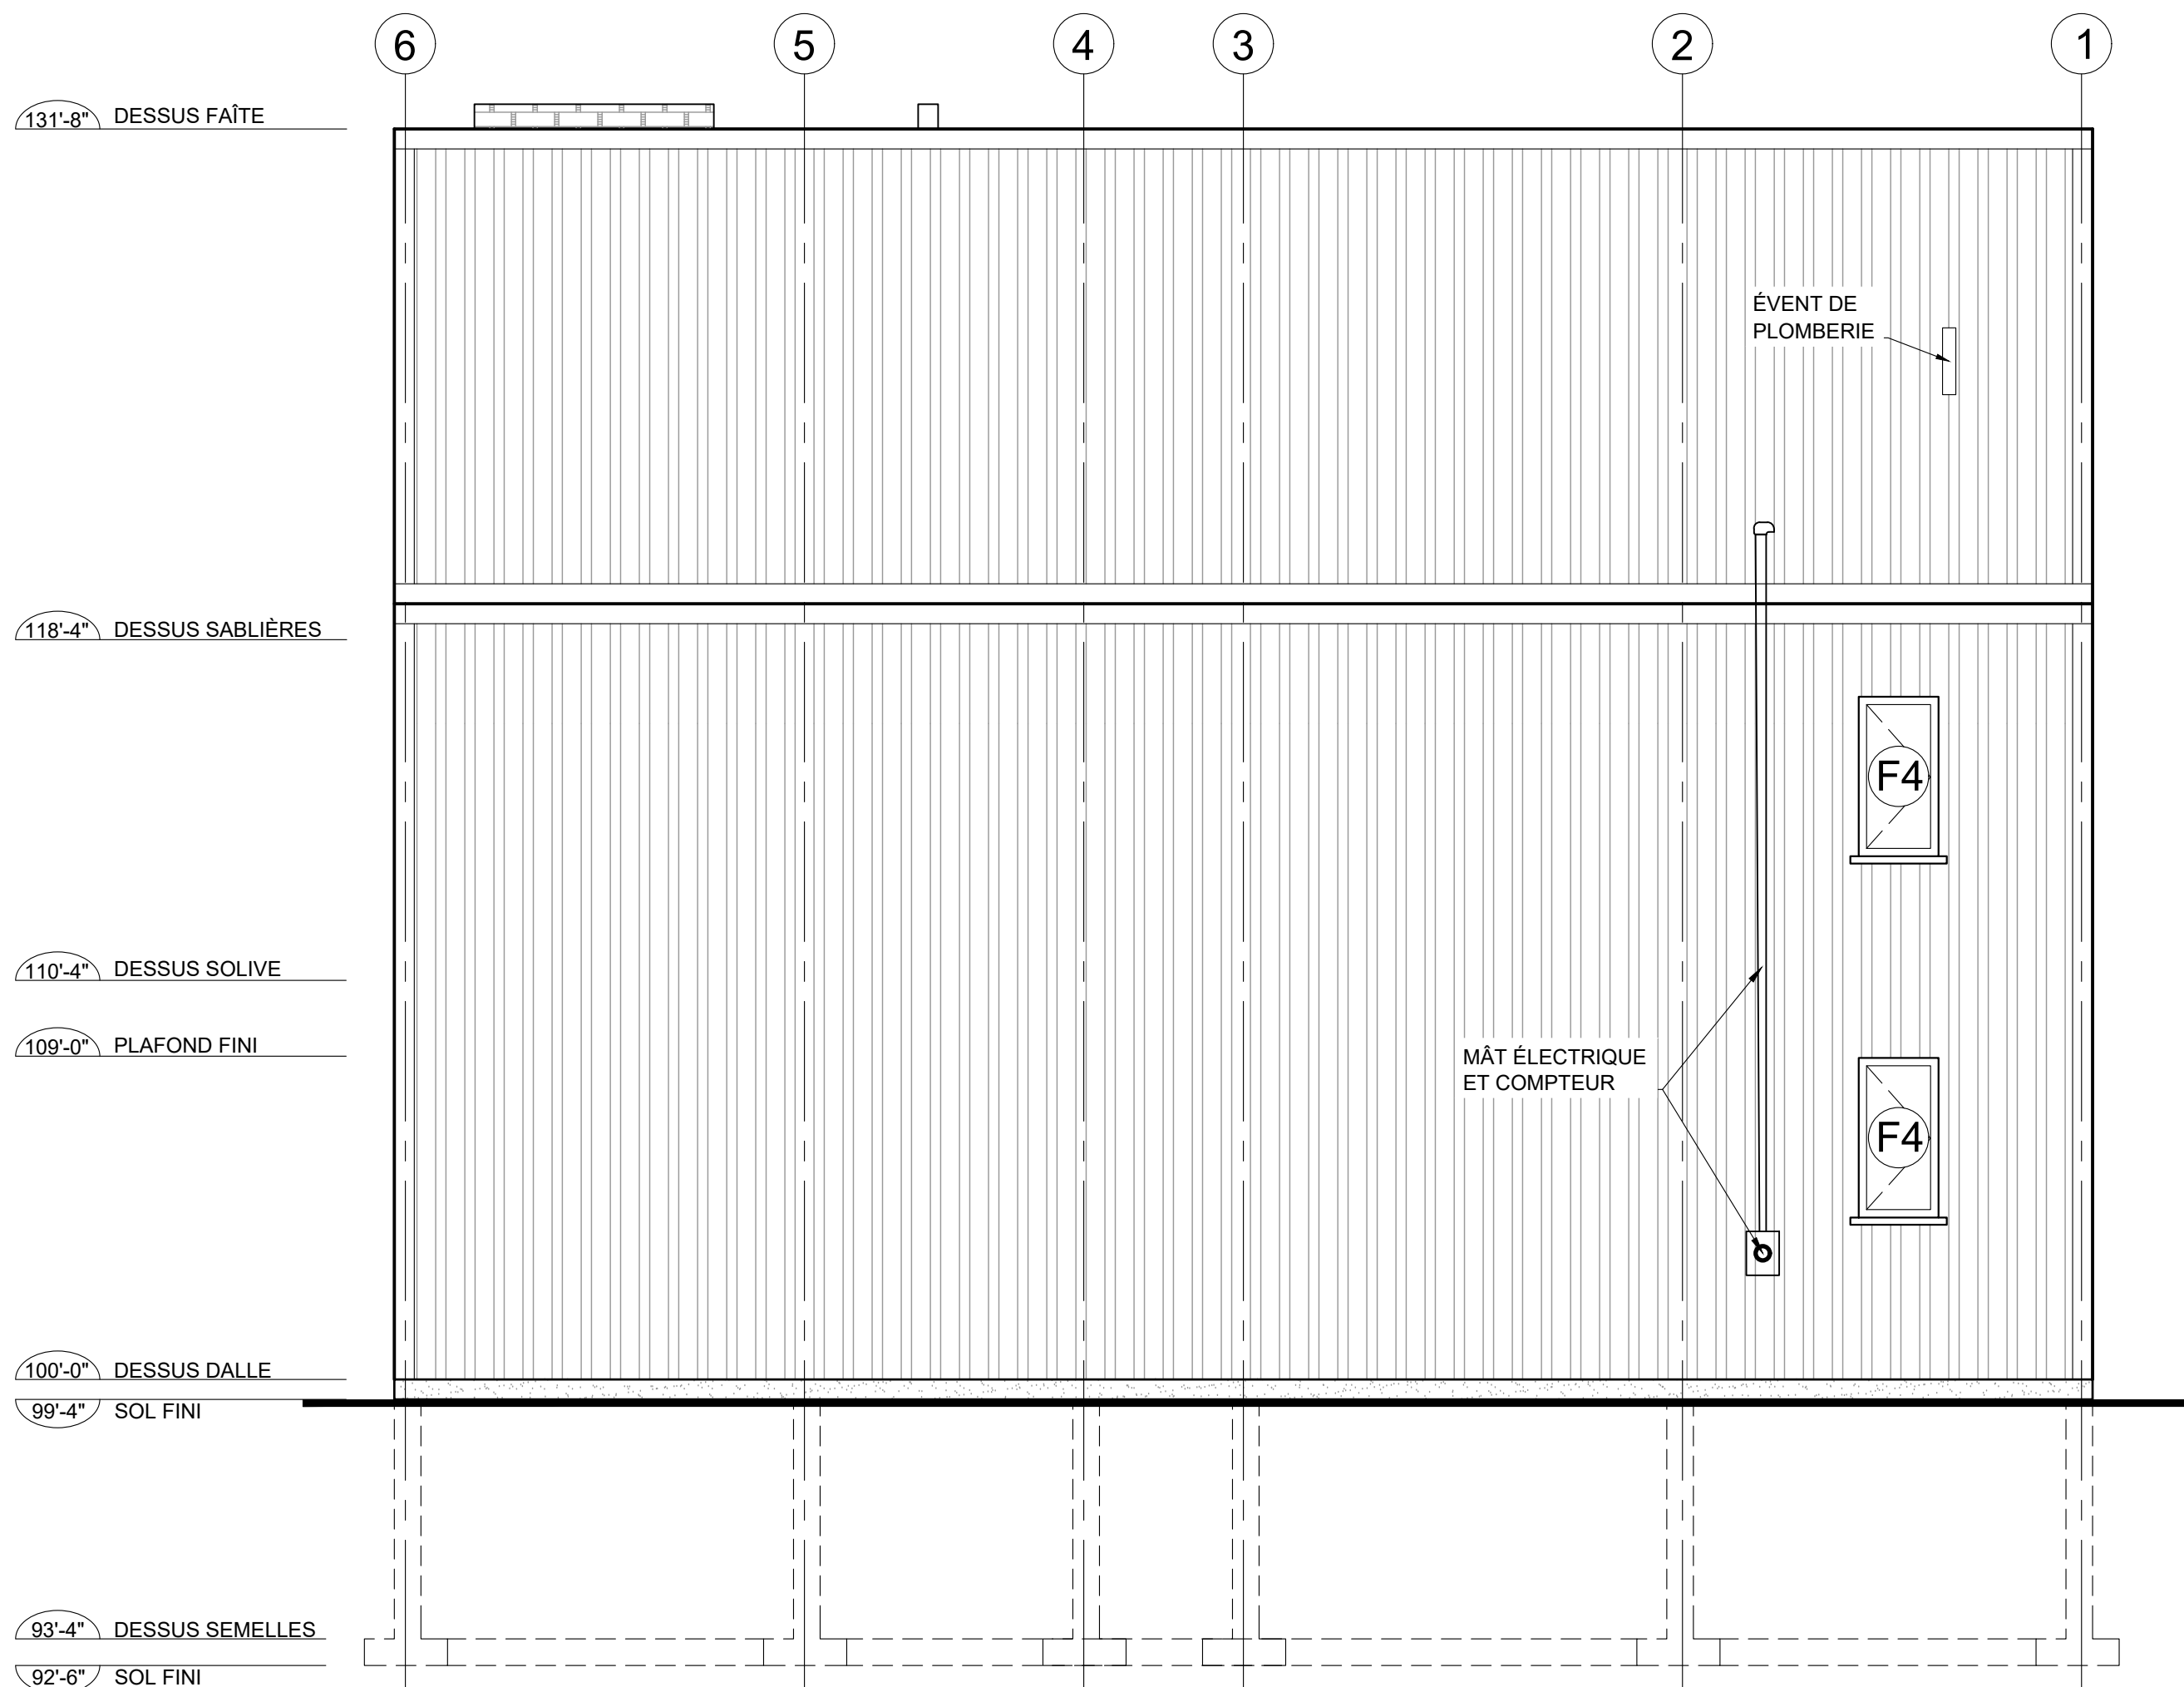 6 5 4 3 2 1
131'-8" DESSUS FAÎTE
ÉVENT DE
PLOMBERIE
118'-4" DESSUS SABLIÈRES
F4
110'-4" DESSUS SOLIVE
109'-0" PLAFOND FINI
MÂT ÉLECTRIQUE
ET COMPTEUR
F4
100'-0" DESSUS DALLE
99'-4" SOL FINI
93'-4" DESSUS SEMELLES
92'-6" SOL FINI